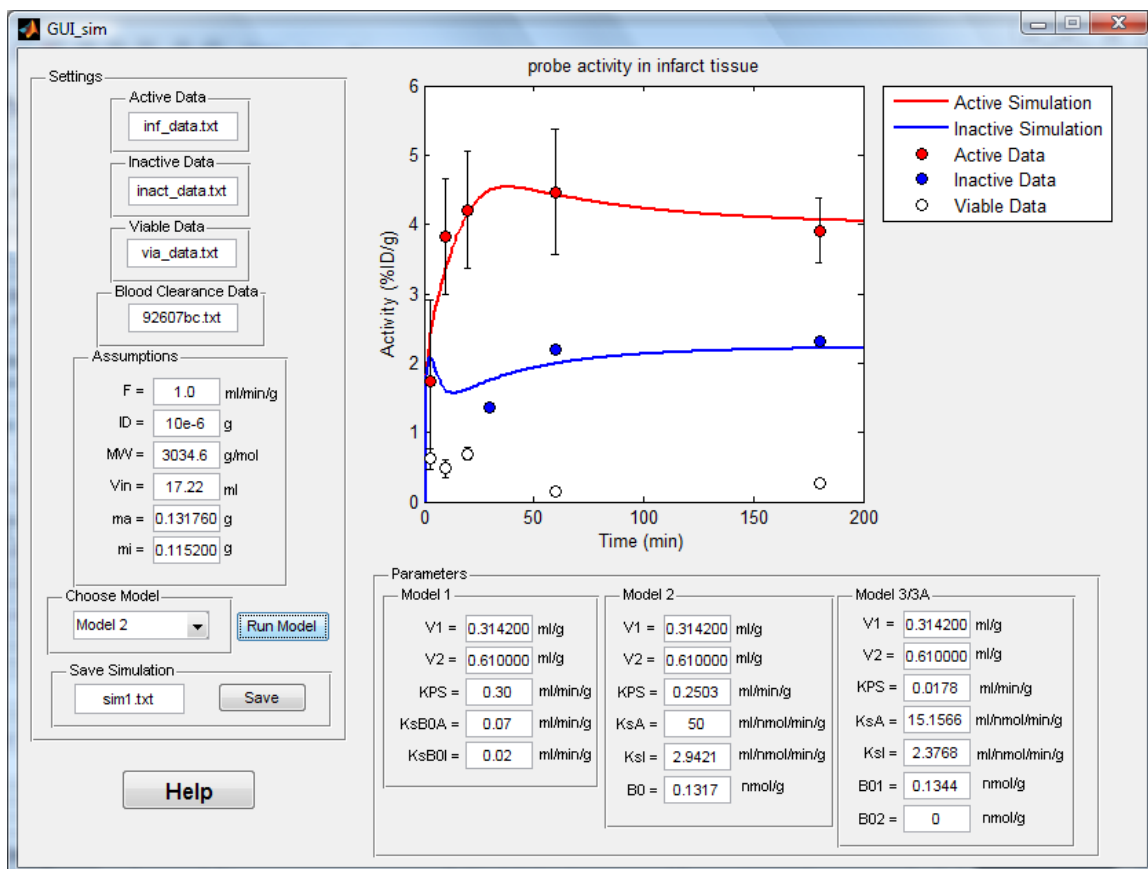 GUI_sim
Settings
Active Data
inf_data.txt
Inactive Data
inact_data.txt
Viable Data
via_data.txt
Blood Clearance Data
92607bc.txt
Assumptions
F = 1.0 ml/min/g
ID = 10e-6 g
MW = 3034.6 g/mol
Vin = 17.22 ml
ma = 0.131760 g
mi = 0.115200 g
Choose Model
Model 2
Run Model
Save Simulation
sim1.txt
Save
Help
probe activity in infarct tissue
Activity (%ID/g)
6
5
4
3
2
1
0
0 50 100 150 200
Time (min)
Active Simulation
Inactive Simulation
Active Data
Inactive Data
Viable Data
Parameters
Model 1
V1 = 0.314200 ml/g
V2 = 0.610000 ml/g
KPS = 0.30 ml/min/g
KsB0A = 0.07 ml/min/g
KsB0I = 0.02 ml/min/g
Model 2
V1 = 0.314200 ml/g
V2 = 0.610000 ml/g
KPS = 0.2503 ml/min/g
KsA = 50 ml/nmol/min/g
KsI = 2.9421 ml/nmol/min/g
B0 = 0.1317 nmol/g
Model 3/3A
V1 = 0.314200 ml/g
V2 = 0.610000 ml/g
KPS = 0.0178 ml/min/g
KsA = 15.1566 ml/nmol/min/g
KsI = 2.3768 ml/nmol/min/g
B01 = 0.1344 nmol/g
B02 = 0 nmol/g